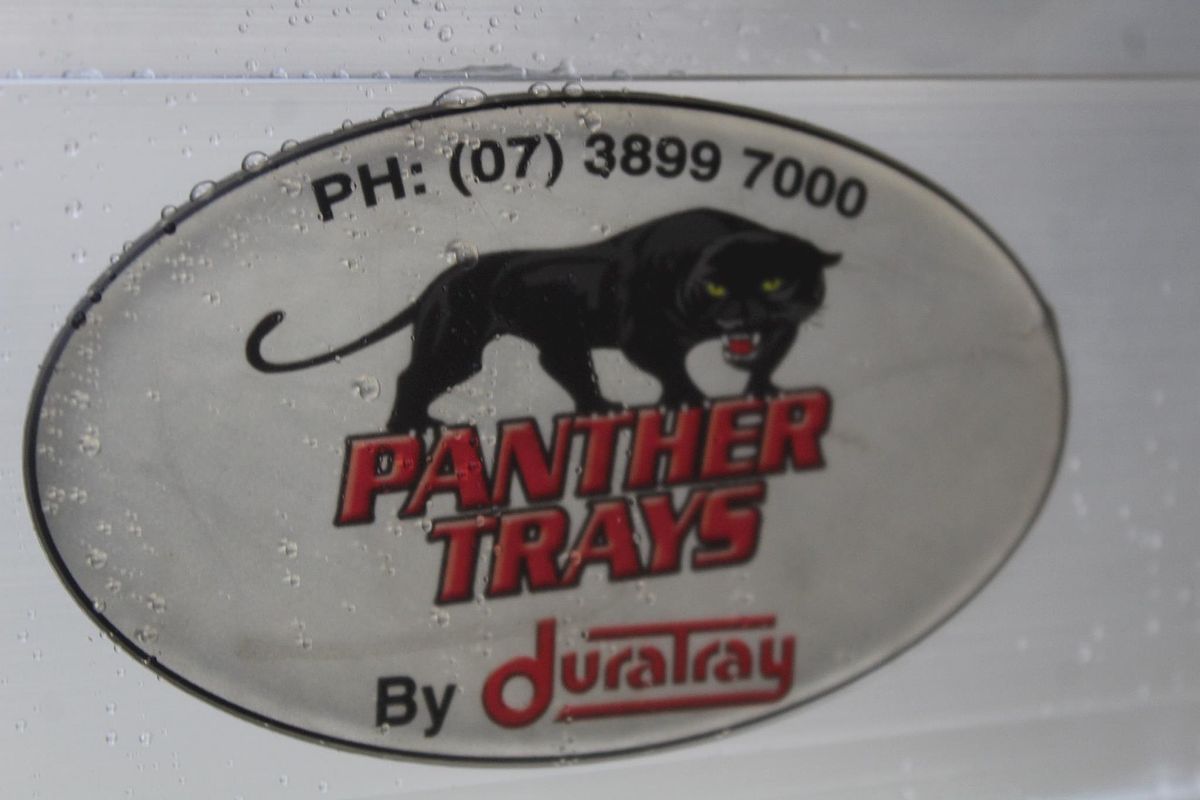 PH: (07) 3899 7000
PANTHER
TRAYS
By duraTray